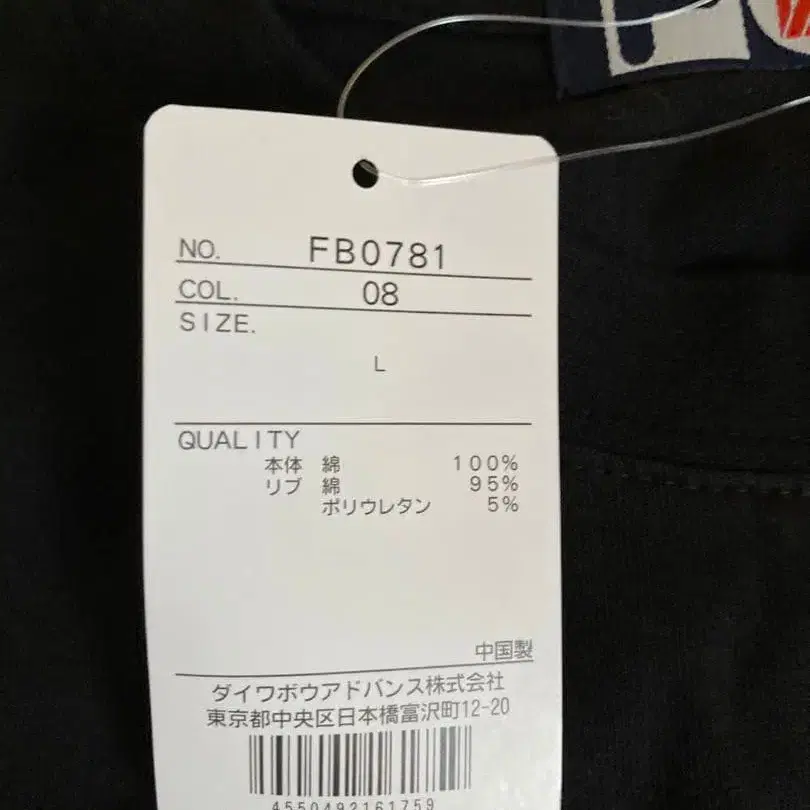 NO. FB0781
COL. 08
SIZE.
L
QUALITY
本体 綿 100%
リブ 綿 95%
ポリウレタン 5%
中国製
ダイワボウアドバンス株式会社
東京都中央区日本橋富沢町12-20
4550492161759